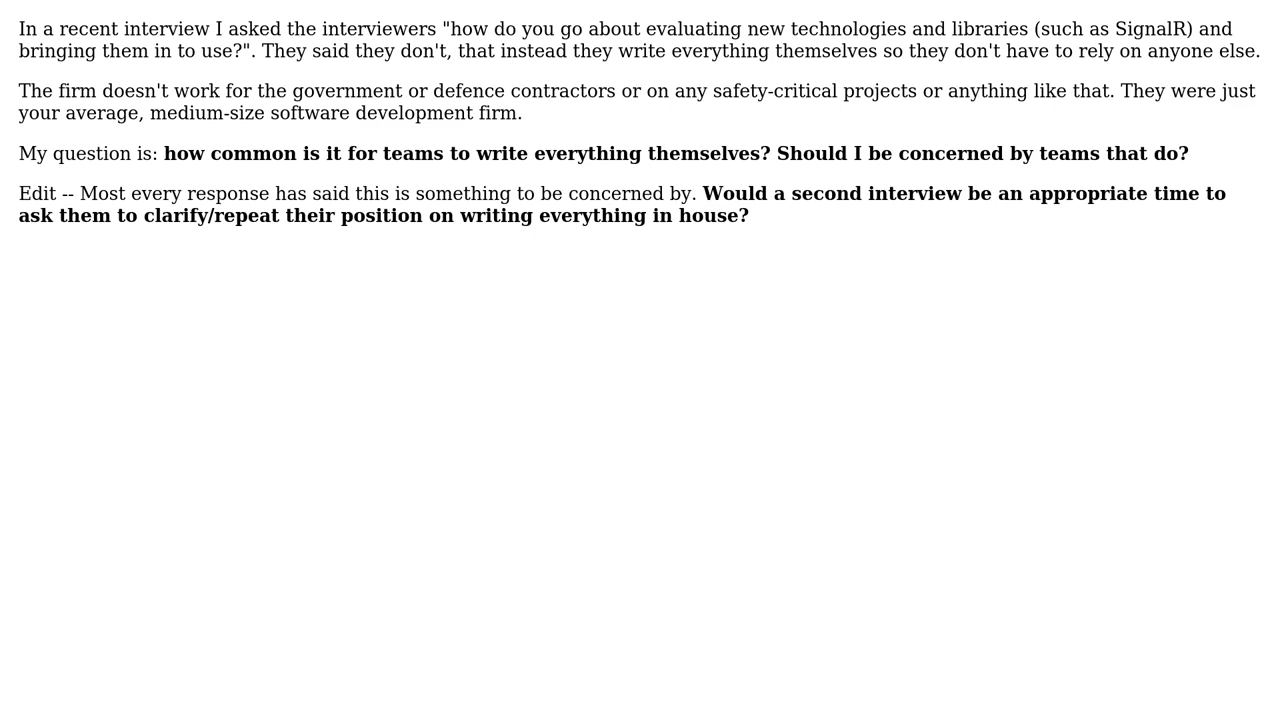 In a recent interview I asked the interviewers "how do you go about evaluating new technologies and libraries (such as SignalR) and
bringing them in to use?". They said they don't, that instead they write everything themselves so they don't have to rely on anyone else.
The firm doesn't work for the government or defence contractors or on any safety-critical projects or anything like that. They were just
your average, medium-size software development firm.
My question is: how common is it for teams to write everything themselves? Should I be concerned by teams that do?
Edit -- Most every response has said this is something to be concerned by. Would a second interview be an appropriate time to
ask them to clarify/repeat their position on writing everything in house?